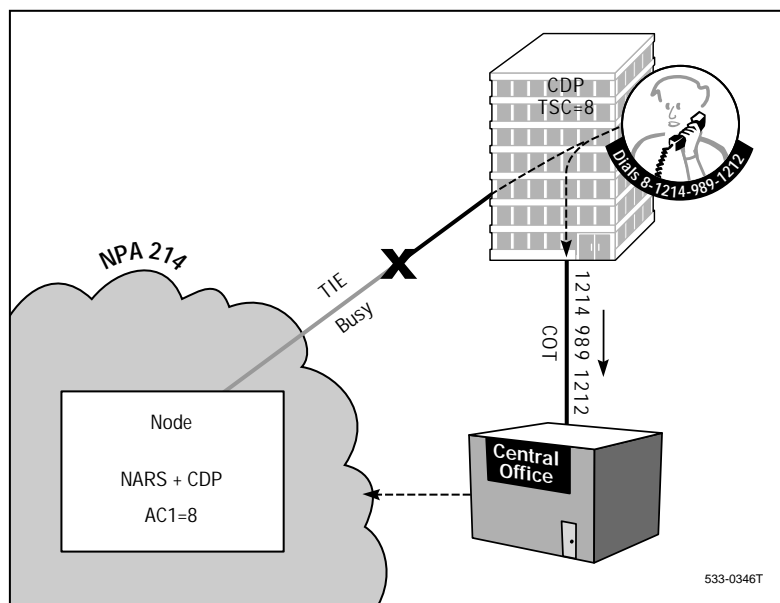 CDP
TSC=8
Dials 8-1214-989-1212
NPA 214
TIE
Busy
1214 989 1212
COT
Node
NARS + CDP
AC1=8
Central
Office
533-0346T